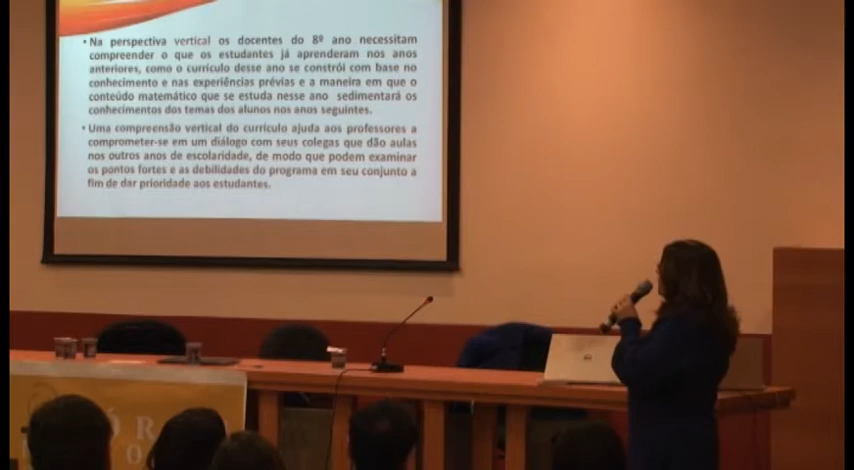 • Na perspectiva vertical os docentes do 8º ano necessitam
compreender o que os estudantes já aprenderam nos anos
anteriores, como o currículo desse ano se constrói com base no
conhecimento e nas experiências prévias e a maneira em que o
conteúdo matemático que se estuda nesse ano sedimentará os
conhecimentos dos temas dos alunos nos anos seguintes.
• Uma compreensão vertical do currículo ajuda aos professores a
comprometer-se em um diálogo com seus colegas que dão aulas
nos outros anos de escolaridade, de modo que podem examinar
os pontos fortes e as debilidades do programa em seu conjunto a
fim de dar prioridade aos estudantes.